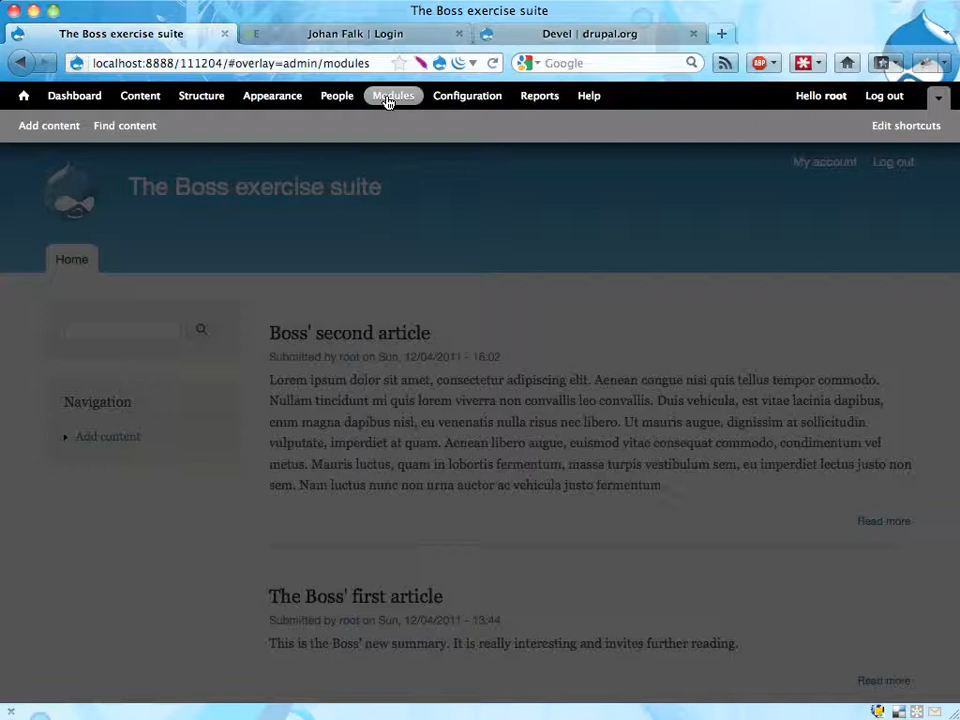 The Boss exercise suite
The Boss exercise suite
Johan Falk | Login
Devel | drupal.org
localhost:8888/111204/#overlay=admin/modules
Google
ABP
Dashboard Content Structure Appearance People Modules Configuration Reports Help Hello root Log out
Add content Find content Edit shortcuts
My account Log out
The Boss exercise suite
Home
Boss' second article
Submitted by root on Sun, 12/04/2011 - 16:02
Lorem ipsum dolor sit amet, consectetur adipiscing elit. Aenean congue nisi quis tellus tempor commodo.
Nullam tincidunt mi quis lorem viverra non convallis leo convallis. Duis vehicula, est vitae lacinia dapibus,
enim magna dapibus nisl, eu venenatis nulla risus nec libero. Ut mauris augue, dignissim ut sollicitudin
vulputate, imperdiet at quam. Aenean libero augue, euismod vitae consequat commodo, condimentum vel
metus. Mauris luctus, quam in lobortis fermentum, massa turpis vestibulum sem, eu imperdiet lectus justo non
sem. Nam luctus nunc non urna auctor ac vehicula justo fermentum
Read more
Navigation
Add content
The Boss' first article
Submitted by root on Sun, 12/04/2011 - 13:44
This is the Boss' new summary. It is really interesting and invites further reading.
Read more